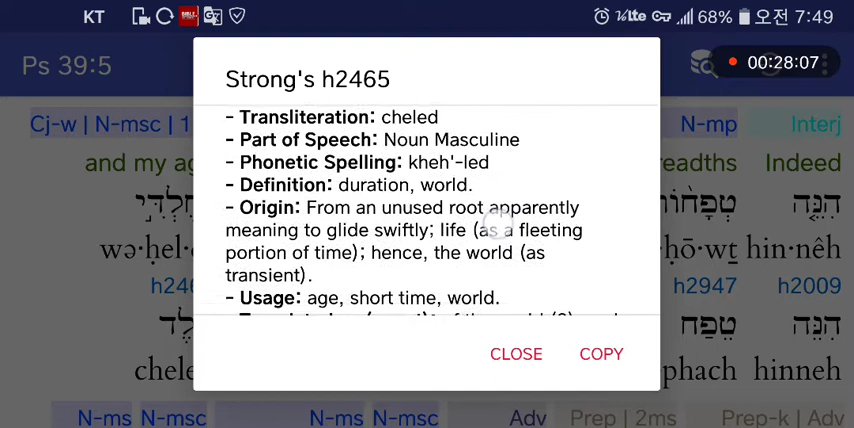 KT 68% 오전 7:49
Ps 39:5 00:28:07
Strong's h2465
- Transliteration: cheled
- Part of Speech: Noun Masculine
- Phonetic Spelling: kheh'-led
- Definition: duration, world.
- Origin: From an unused root apparently
meaning to glide swiftly; life (as a fleeting
portion of time); hence, the world (as
transient).
- Usage: age, short time, world.
CLOSE COPY
Cj-w | N-msc | 1 N-mp Interj
and my ag readths Indeed
הִנֵּ֤ה
wə·ḥel· ·ḥō·wṯ hin·nêh
h246 h2947 h2009
טֵפַח הִנֵּה
chele phach hinneh
N-ms N-msc N-ms N-msc Adv Prep | 2ms Prep-k | Adv